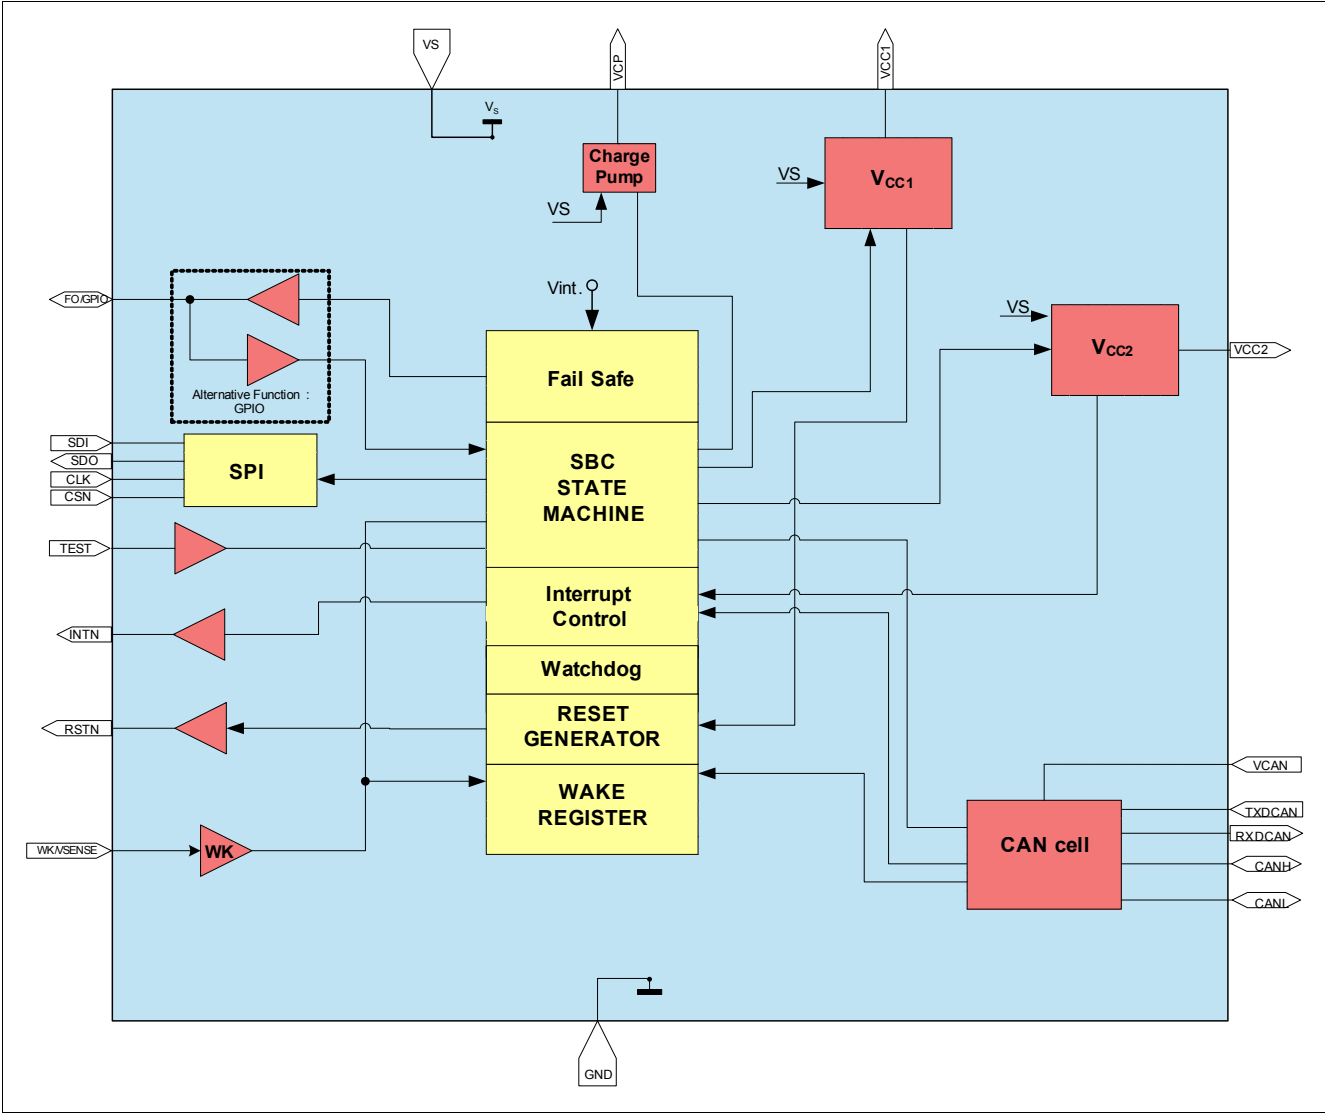 VS
VCP
VCC1
VS
Charge
Pump
VS
VS
VCC1
FO/GPIO
Alternative Function :
GPIO
Vint.
VS
VCC2
VCC2
Fail Safe
SDI
SDO
CLK
CSN
SPI
SBC
STATE
MACHINE
TEST
Interrupt
Control
INTN
Watchdog
RSTN
RESET
GENERATOR
WAKE
REGISTER
WK/VSENSE
WK
VCAN
TXDCAN
RXDCAN
CAN cell
CANH
CANL
GND